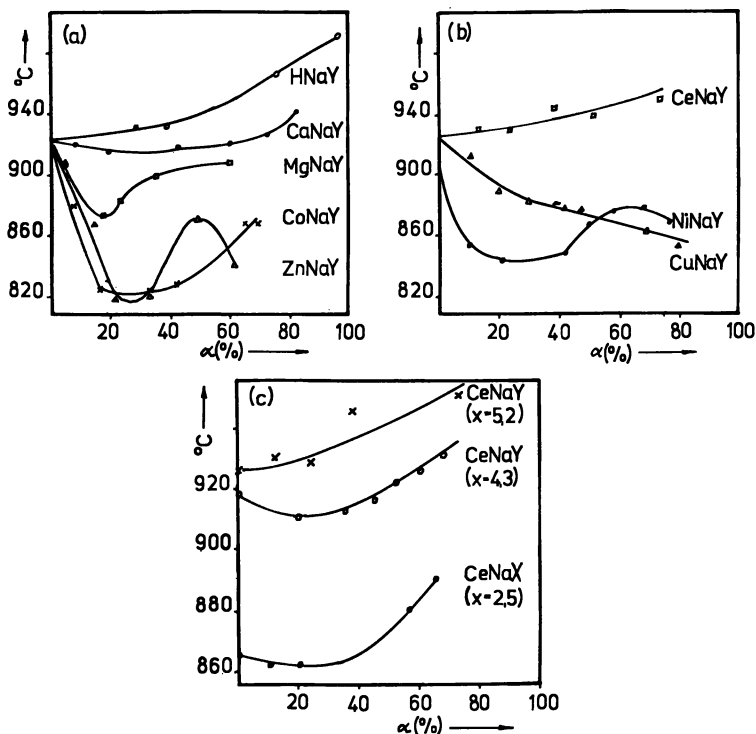 (a)
°C
940
900
860
820
HNaY
CaNaY
MgNaY
CoNaY
ZnNaY
20 40 60 80 100
α(%)
(b)
°C
940
900
860
820
CeNaY
NiNaY
CuNaY
20 40 60 80 100
α(%)
(c)
°C
920
900
880
860
CeNaY
(x=5,2)
CeNaY
(x=4,3)
CeNaX
(x=2,5)
20 40 60 80 100
α(%)